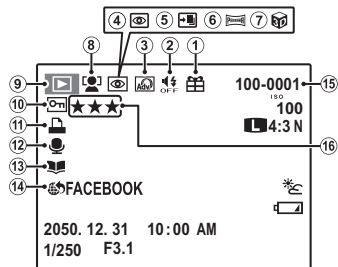 ④ ⑤ ⑥ ⑦
⑧ ③ ② ①
⑨ Adv. OFF 100-0001 ⑮
⑩ ★★★ ISO 100
⑪ L 4:3 N
⑫ ⑯
⑬
⑭ FACEBOOK
2050. 12. 31 10:00 AM
1/250 F3.1